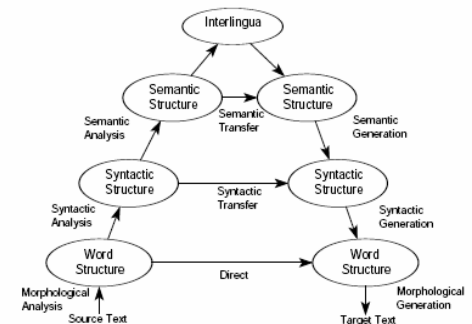 Interlingua
Semantic
Structure
Semantic
Structure
Semantic
Transfer
Semantic
Analysis
Semantic
Generation
Syntactic
Structure
Syntactic
Structure
Syntactic
Transfer
Syntactic
Analysis
Syntactic
Generation
Word
Structure
Word
Structure
Direct
Morphological
Analysis
Morphological
Generation
Source Text
Target Text